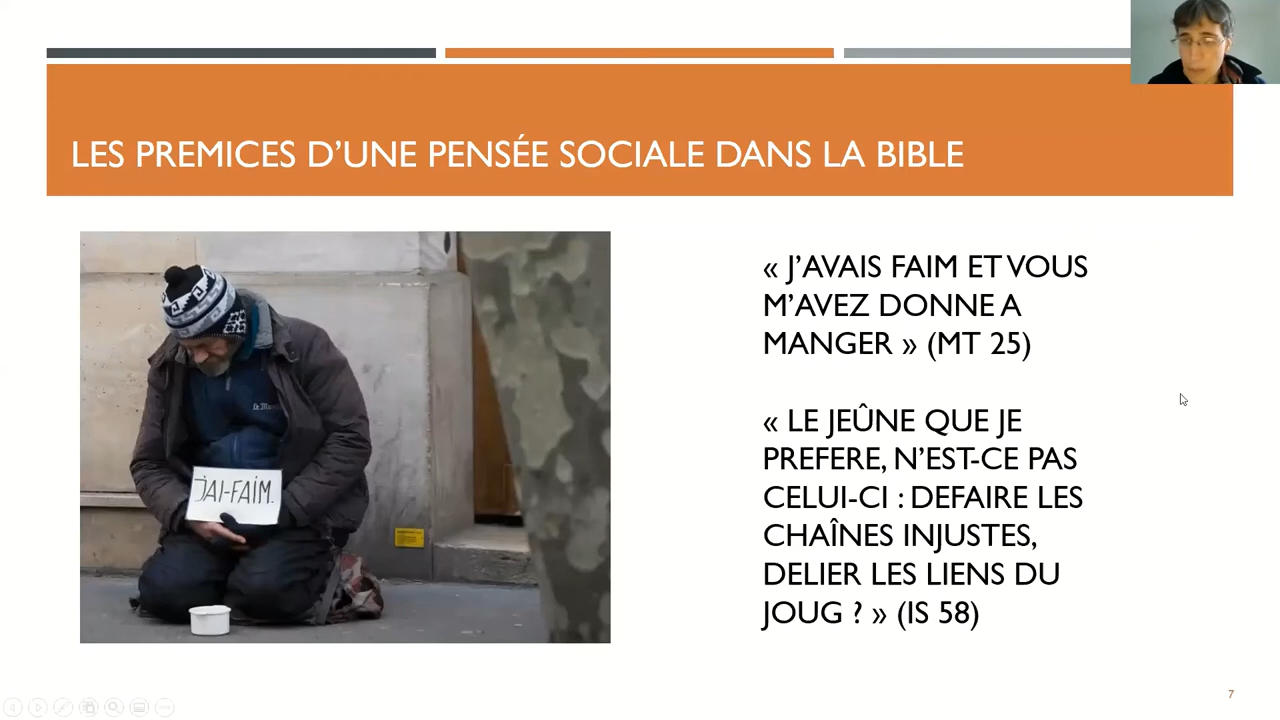 LES PREMICES D’UNE PENSÉE SOCIALE DANS LA BIBLE
J'AI-FAIM.
« J’AVAIS FAIM ET VOUS
M’AVEZ DONNE A
MANGER » (MT 25)
« LE JEÛNE QUE JE
PREFERE, N’EST-CE PAS
CELUI-CI : DEFAIRE LES
CHAÎNES INJUSTES,
DELIER LES LIENS DU
JOUG ? » (IS 58)
7